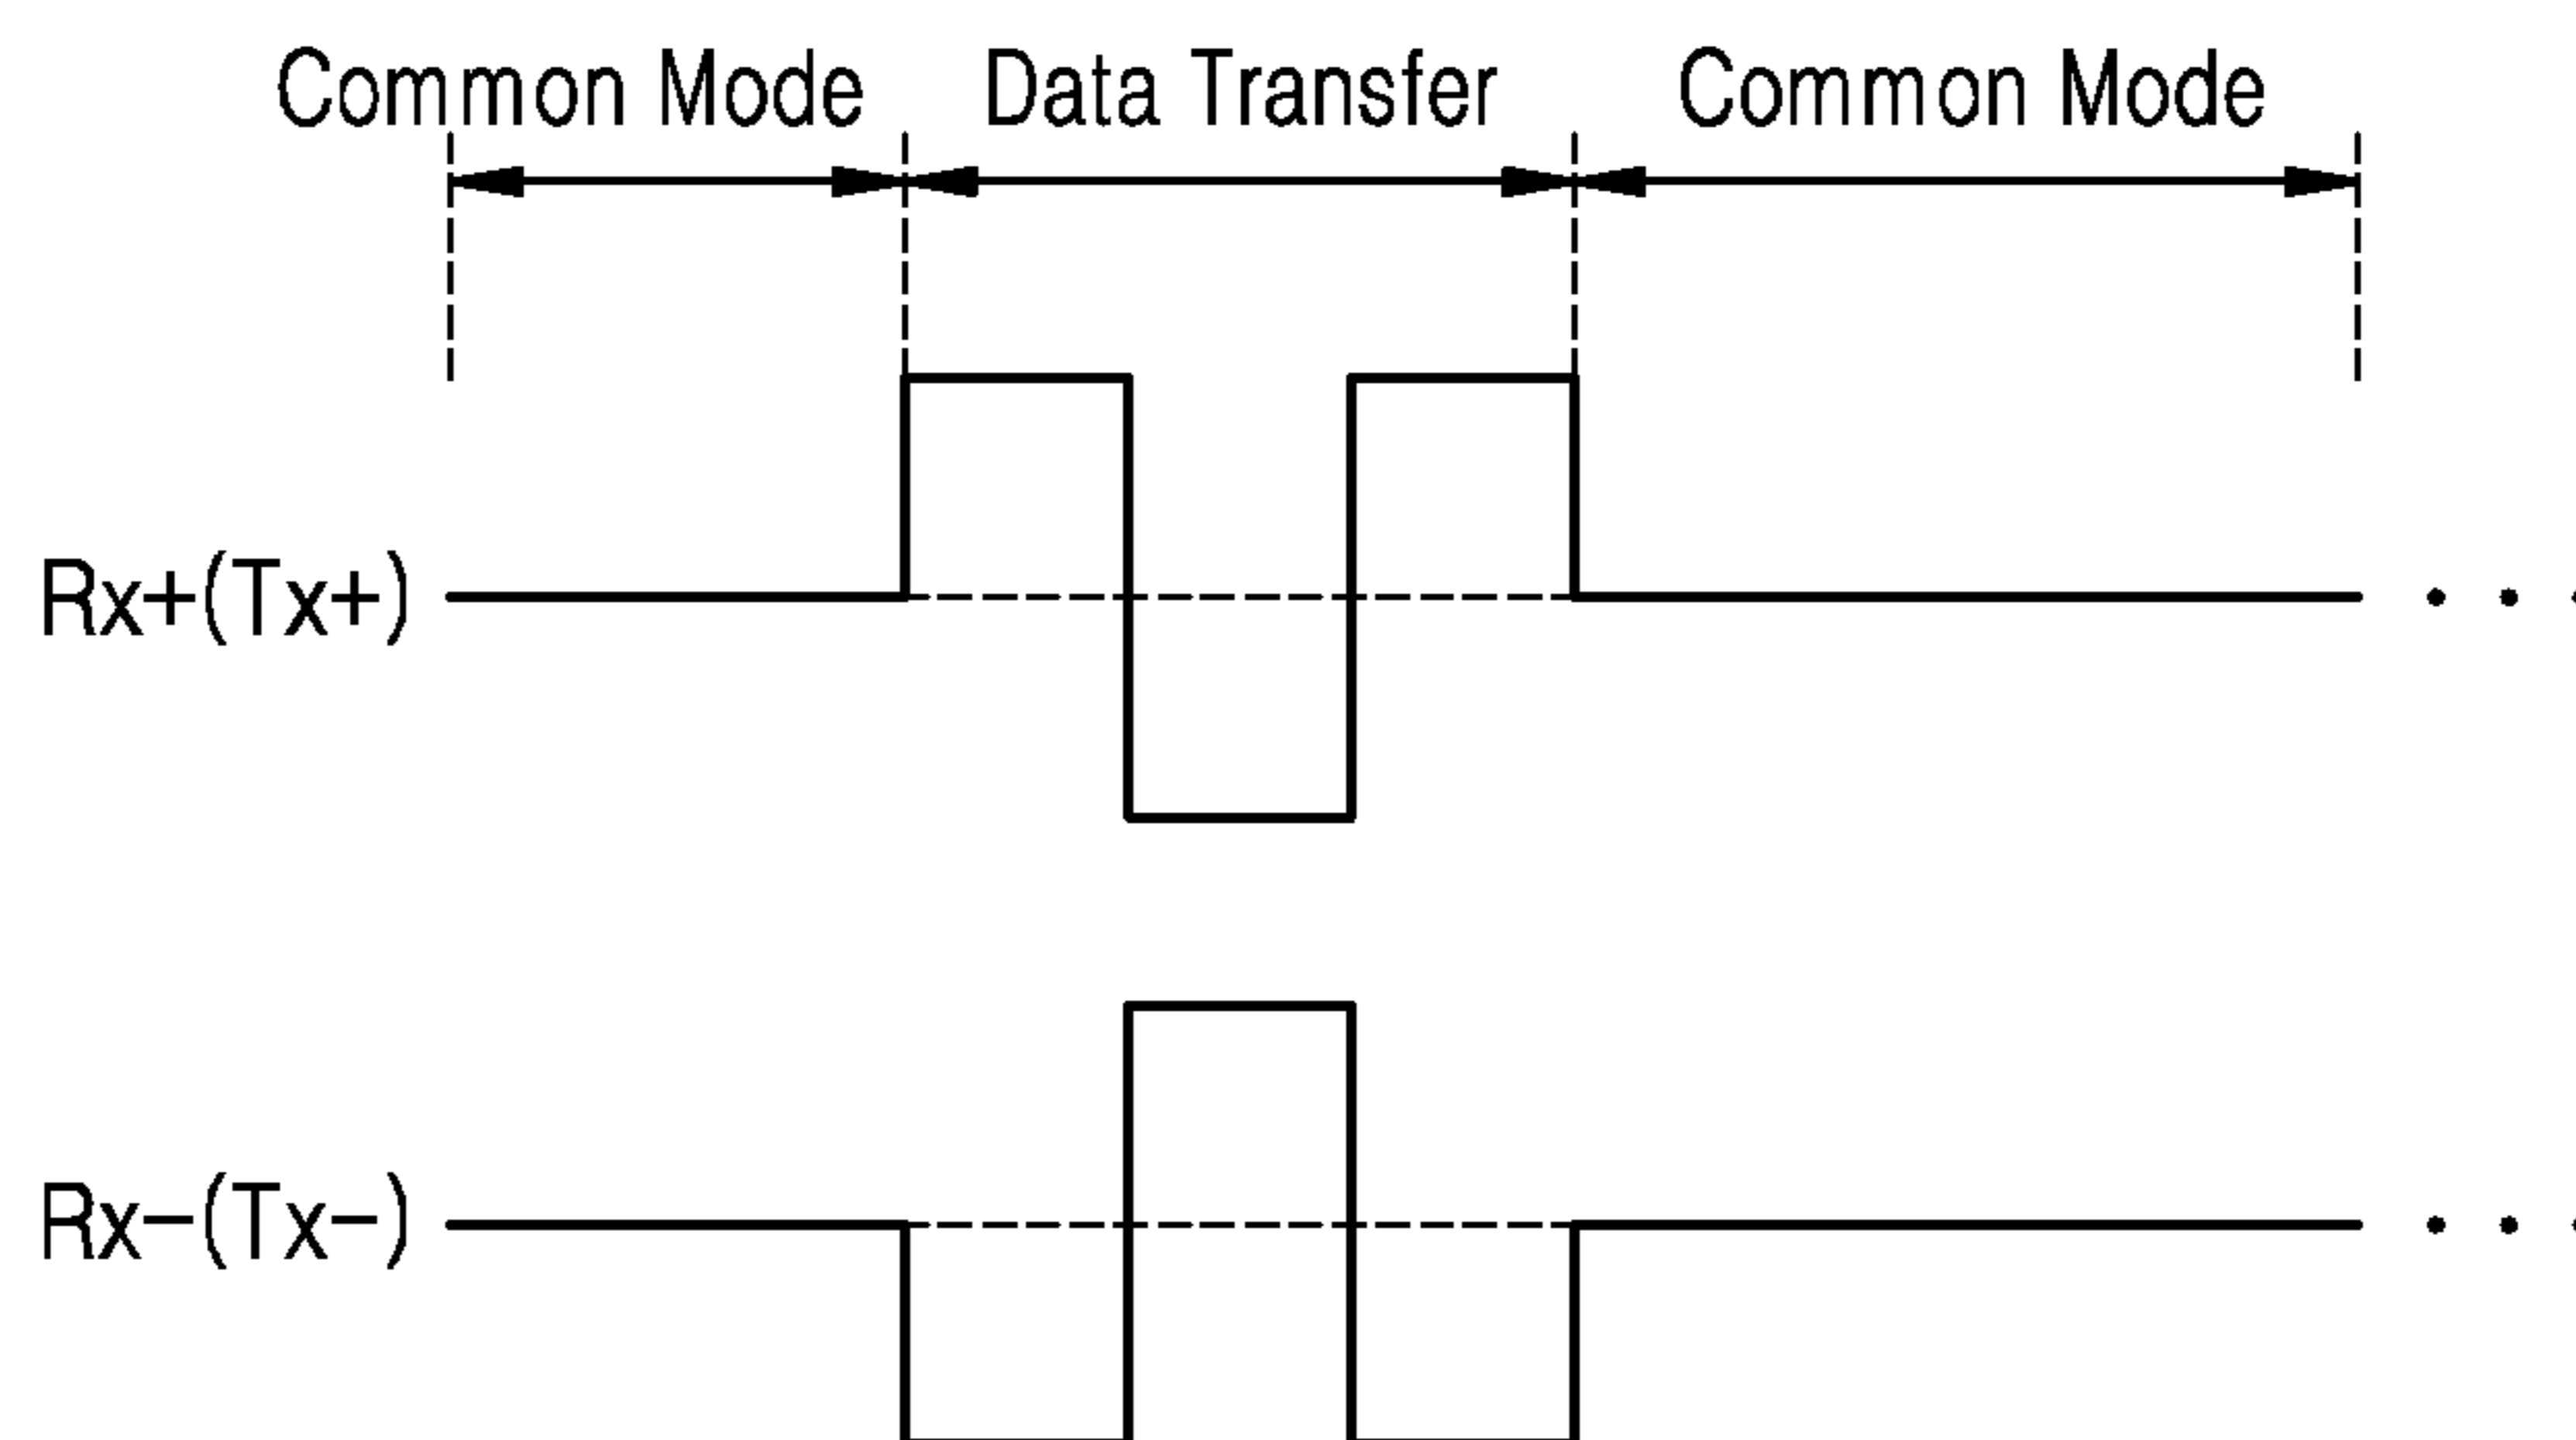 Common Mode Data Transfer Common Mode
Rx+(Tx+)
Rx−(Tx−)